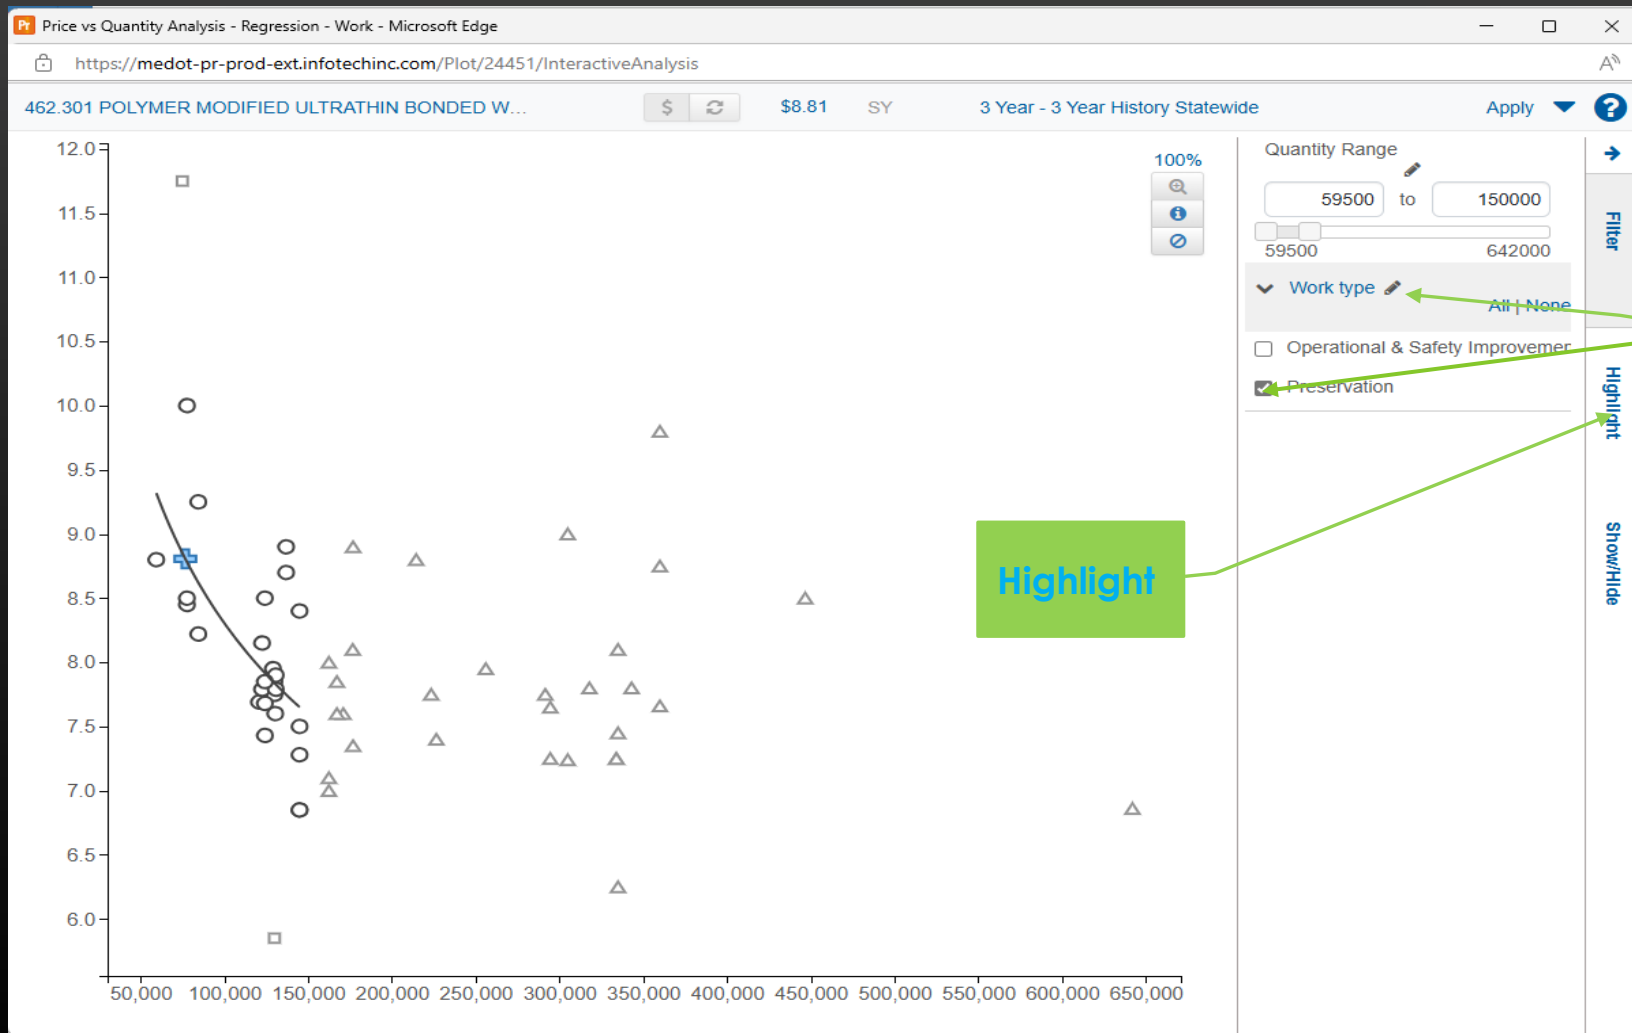 Pr Price vs Quantity Analysis - Regression - Work - Microsoft Edge
https://medot-pr-prod-ext.infotechinc.com/Plot/24451/InteractiveAnalysis
462.301 POLYMER MODIFIED ULTRATHIN BONDED W... $ $8.81 SY 3 Year - 3 Year History Statewide Apply ?
12.0
11.5
11.0
10.5
10.0
9.5
9.0
8.5
8.0
7.5
7.0
6.5
6.0
50,000 100,000 150,000 200,000 250,000 300,000 350,000 400,000 450,000 500,000 550,000 600,000 650,000
100%
Highlight
Quantity Range
59500 to 150000
59500 642000
Work type
All | None
Operational & Safety Improvemer
Preservation
Filter
Highlight
Show/Hide